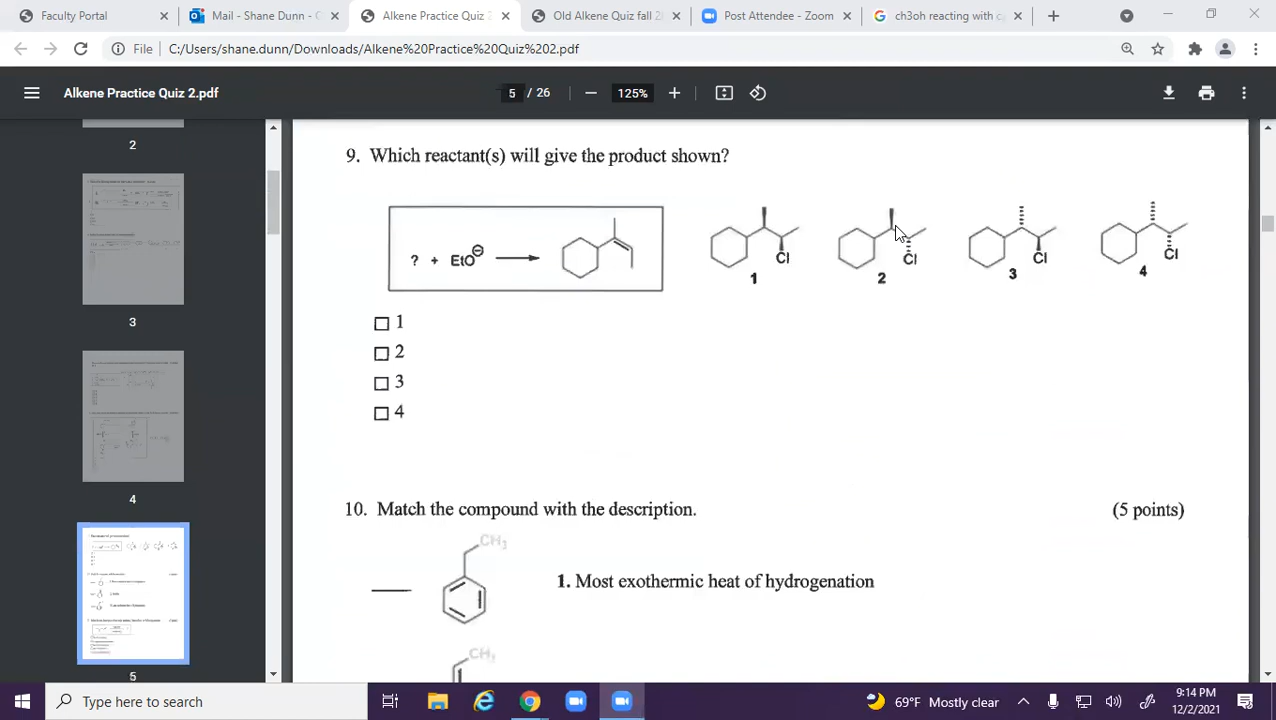 Faculty Portal
Mail - Shane Dunn - C
Alkene Practice Quiz 2.
Old Alkene Quiz fall 2
Post Attendee - Zoom
ch3oh reacting with c
File
C:/Users/shane.dunn/Downloads/Alkene%20Practice%20Quiz%202.pdf
Alkene Practice Quiz 2.pdf
5 / 26
125%
2
3
4
5
9. Which reactant(s) will give the product shown?
? + EtO⊖
Cl
1
Cl
2
Cl
3
Cl
4
1
2
3
4
10. Match the compound with the description.
(5 points)
CH3
1. Most exothermic heat of hydrogenation
CH3
Type here to search
69°F Mostly clear
9:14 PM
12/2/2021